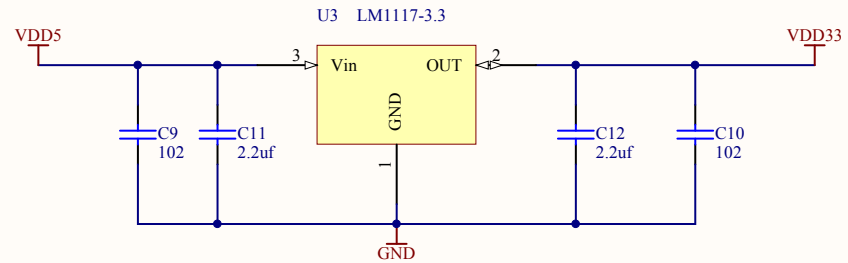 U3 LM1117-3.3
VDD5
VDD33
3
Vin
OUT
2
GND
1
C9
102
C11
2.2uf
C12
2.2uf
C10
102
GND